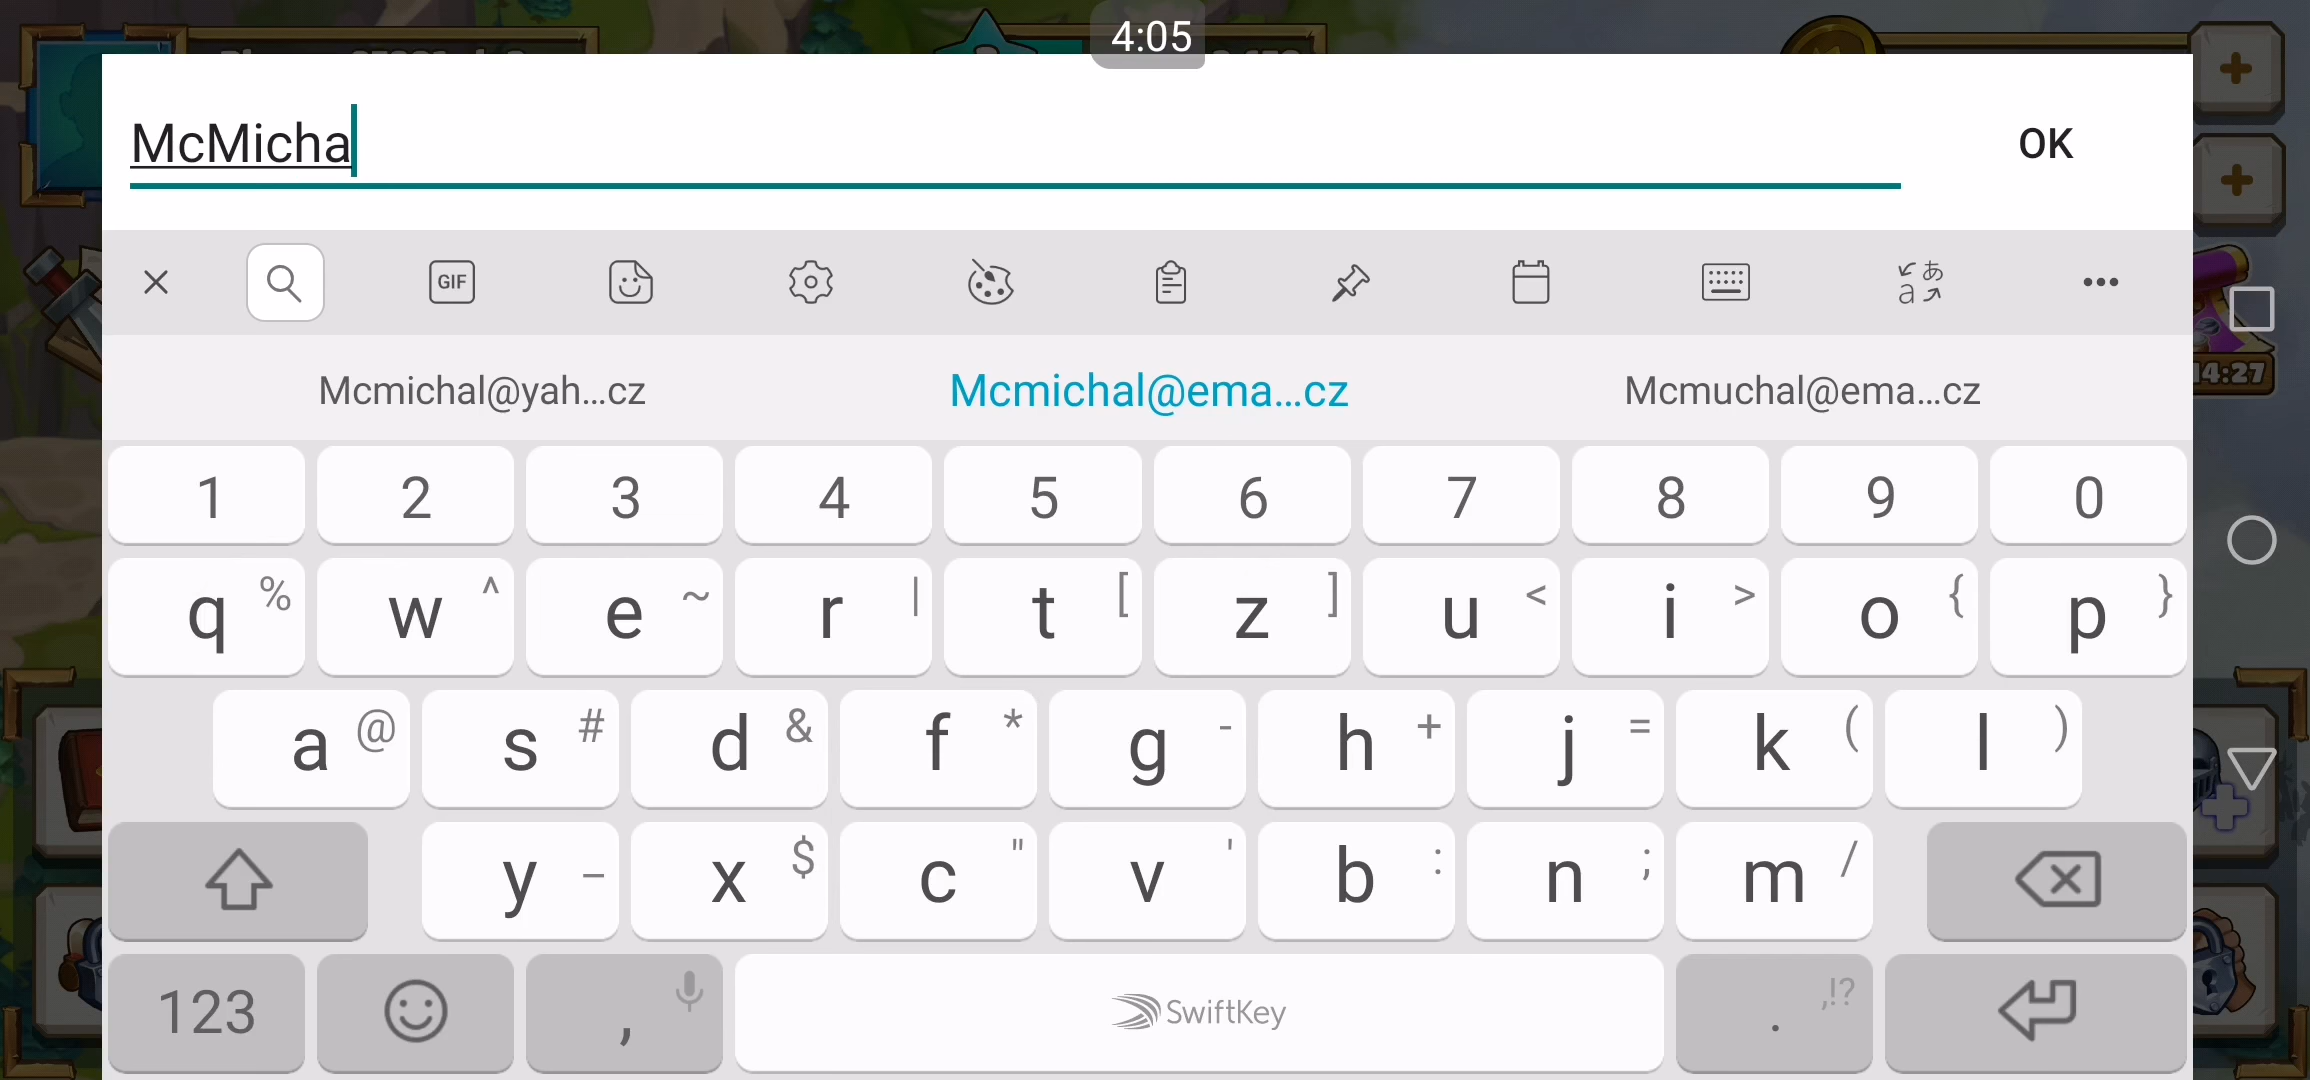 4:05
McMicha
OK
GIF
あ
a
Mcmichal@yah...cz
Mcmichal@ema...cz
Mcmuchal@ema...cz
14:27
1 2 3 4 5 6 7 8 9 0
q % w ^ e ~ r | t [ z ] u < i > o { p }
a @ s # d & f * g - h + j = k ( l )
y _ x $ c " v ' b : n ; m /
123 , SwiftKey . ,!?